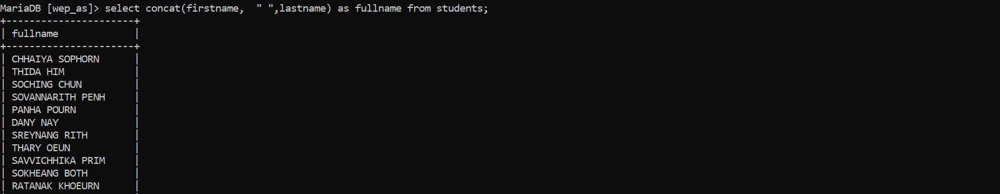 MariaDB [wep_as]> select concat(firstname,  " ",lastname) as fullname from students;
+----------------------+
| fullname             |
+----------------------+
| CHHAIYA SOPHORN      |
| THIDA HIM            |
| SOCHING CHUN         |
| SOVANNARITH PENH     |
| PANHA POURN          |
| DANY NAY             |
| SREYNANG RITH        |
| THARY OEUN           |
| SAVVICHHIKA PRIM     |
| SOKHEANG BOTH        |
| RATANAK KHOEURN      |